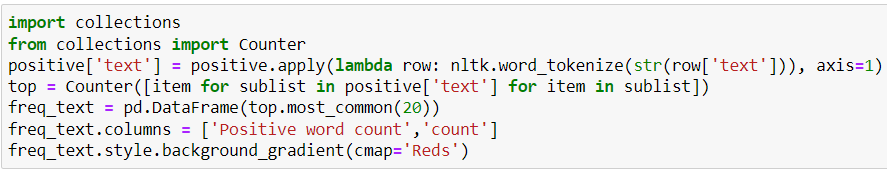 import collections
from collections import Counter
positive['text'] = positive.apply(lambda row: nltk.word_tokenize(str(row['text'])), axis=1)
top = Counter([item for sublist in positive['text'] for item in sublist])
freq_text = pd.DataFrame(top.most_common(20))
freq_text.columns = ['Positive word count','count']
freq_text.style.background_gradient(cmap='Reds')